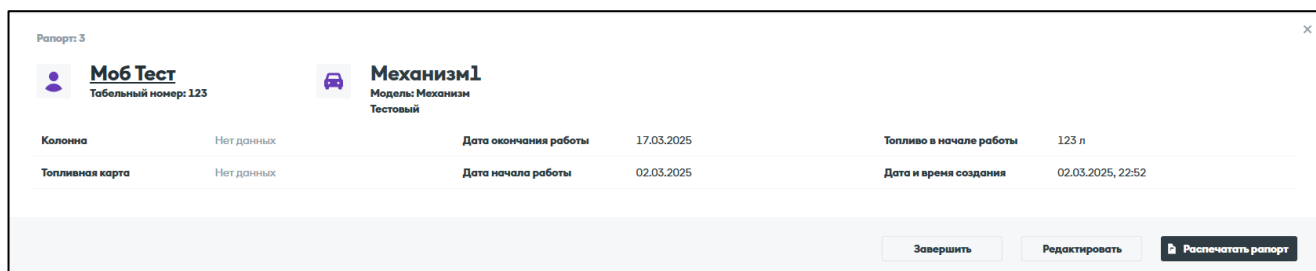 Рапорт: 3
Моб Тест
Табельный номер: 123
Механизм1
Модель: Механизм
Тестовый
Колонна Нет данных Дата окончания работы 17.03.2025 Топливо в начале работы 123 л
Топливная карта Нет данных Дата начала работы 02.03.2025 Дата и время создания 02.03.2025, 22:52
Завершить Редактировать Распечатать рапорт